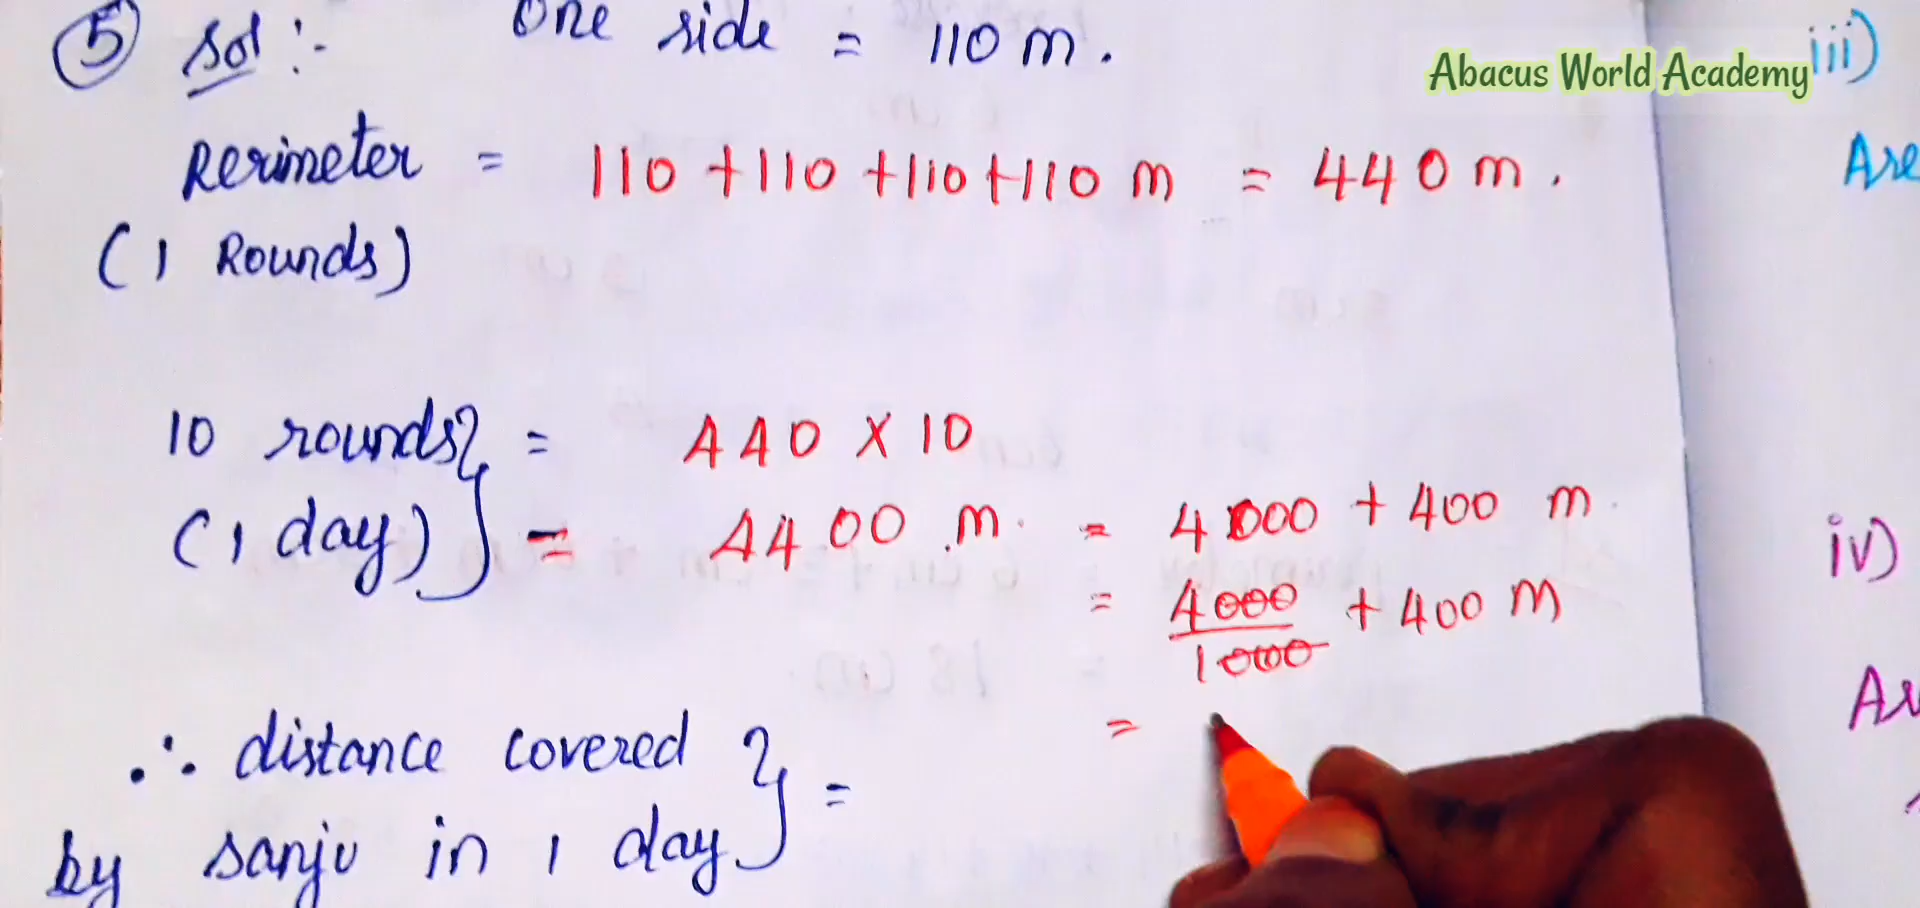 5 Sol :- One side = 110 m.
Abacus World Academy
iii)
Perimeter = 110 + 110 + 110 + 110 m = 440 m.
Are
(1 Rounds)
10 rounds} = 440 X 10
(1 day)} = 4400 m. = 4000 + 400 m.
iv)
= 4000/1000 + 400 m
=
∴ distance covered } =
by sanju in 1 day